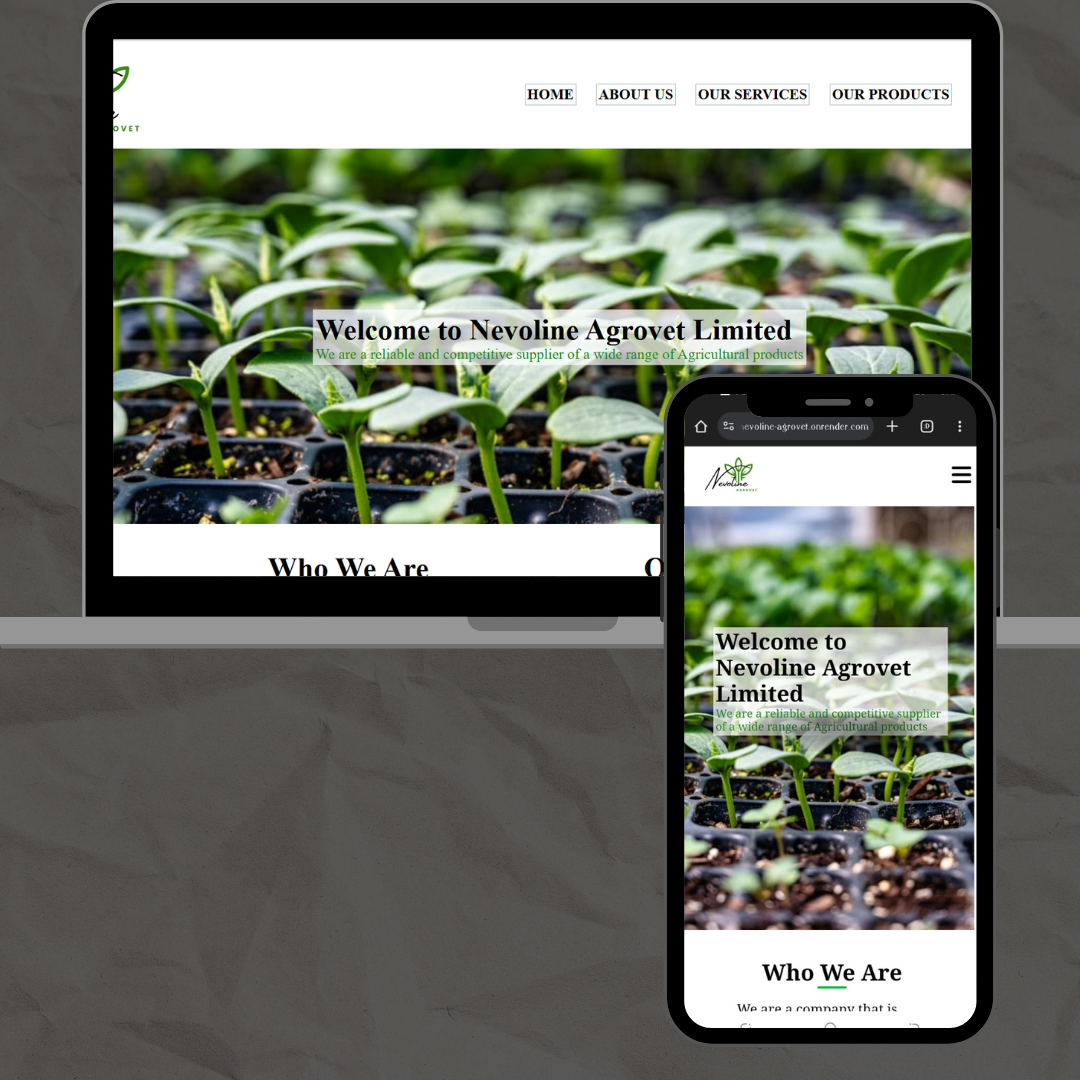 OVET
HOME ABOUT US OUR SERVICES OUR PRODUCTS
Welcome to Nevoline Agrovet Limited
We are a reliable and competitive supplier of a wide range of Agricultural products
Who We Are
O
evoline-agrovet.onrender.com
Nevoline
AGROVET
Welcome to
Nevoline Agrovet
Limited
We are a reliable and competitive supplier
of a wide range of Agricultural products
Who We Are
We are a company that is